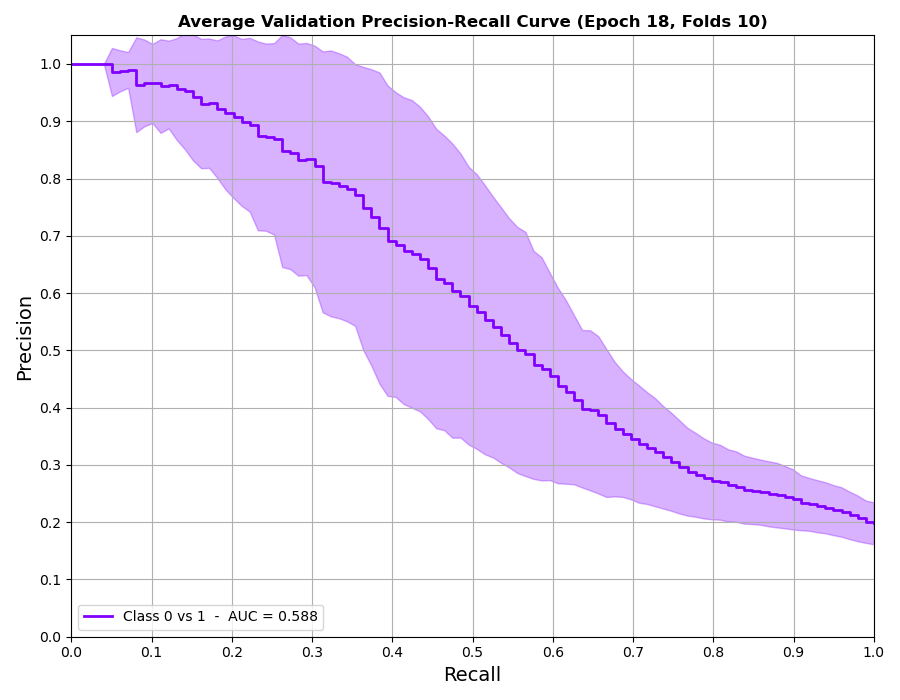 Average Validation Precision-Recall Curve (Epoch 18, Folds 10)
1.0
0.9
0.8
0.7
0.6
0.5
0.4
0.3
0.2
0.1
0.0
Precision
Class 0 vs 1 - AUC = 0.588
0.0 0.1 0.2 0.3 0.4 0.5 0.6 0.7 0.8 0.9 1.0
Recall